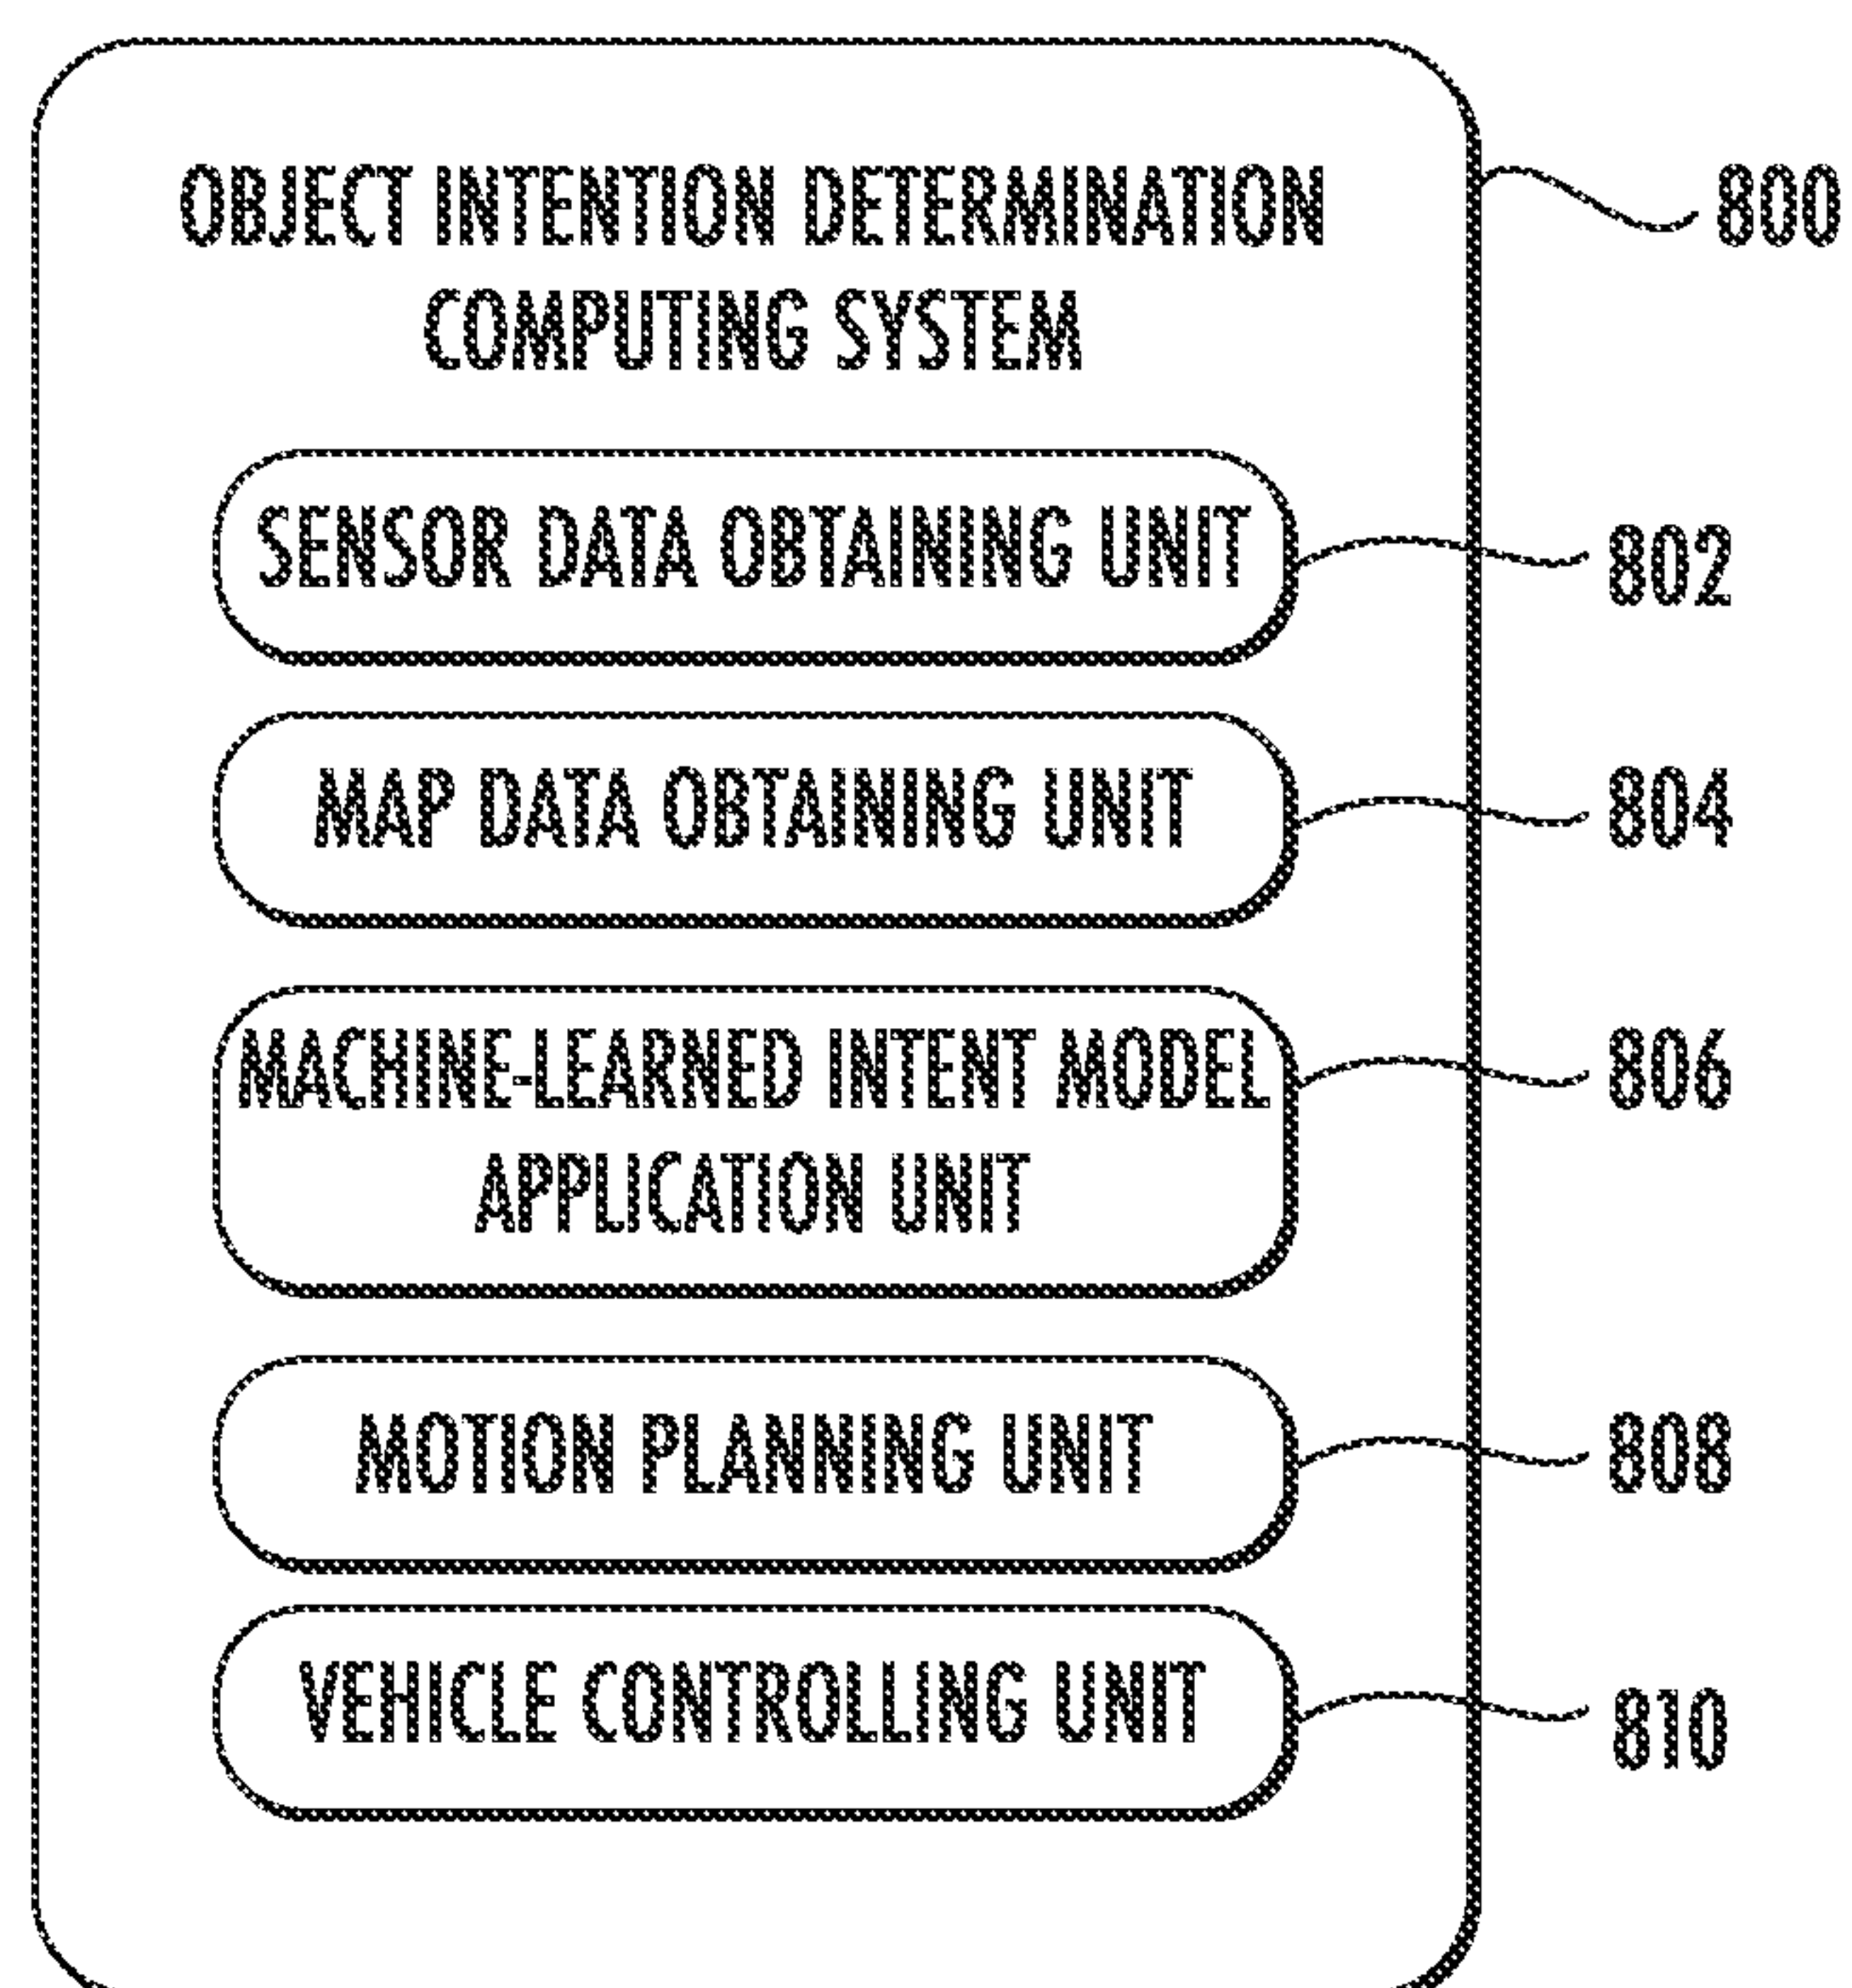 OBJECT INTENTION DETERMINATION
COMPUTING SYSTEM
800
SENSOR DATA OBTAINING UNIT
802
MAP DATA OBTAINING UNIT
804
MACHINE-LEARNED INTENT MODEL
APPLICATION UNIT
806
MOTION PLANNING UNIT
808
VEHICLE CONTROLLING UNIT
810